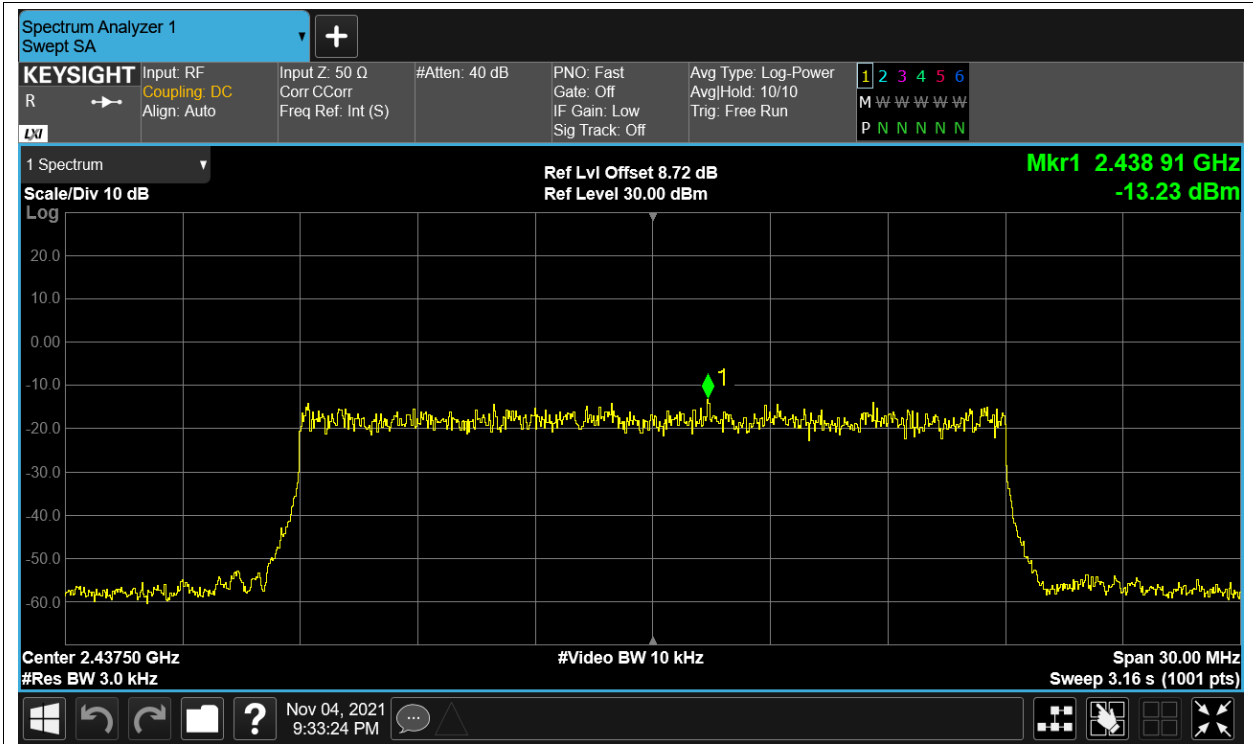 Spectrum Analyzer 1
Swept SA
KEYSIGHT Input: RF Input Z: 50 Ω #Atten: 40 dB PNO: Fast Avg Type: Log-Power 1 2 3 4 5 6
R Coupling: DC Corr CCorr Gate: Off Avg|Hold: 10/10 M W W W W W
Align: Auto Freq Ref: Int (S) IF Gain: Low Trig: Free Run
LXI Sig Track: Off P N N N N N
1 Spectrum
Ref Lvl Offset 8.72 dB
Mkr1 2.438 91 GHz
Scale/Div 10 dB Ref Level 30.00 dBm -13.23 dBm
Log
20.0
10.0
0.00
-10.0
1
-20.0
-30.0
-40.0
-50.0
-60.0
Center 2.43750 GHz #Video BW 10 kHz Span 30.00 MHz
#Res BW 3.0 kHz Sweep 3.16 s (1001 pts)
? Nov 04, 2021
9:33:24 PM